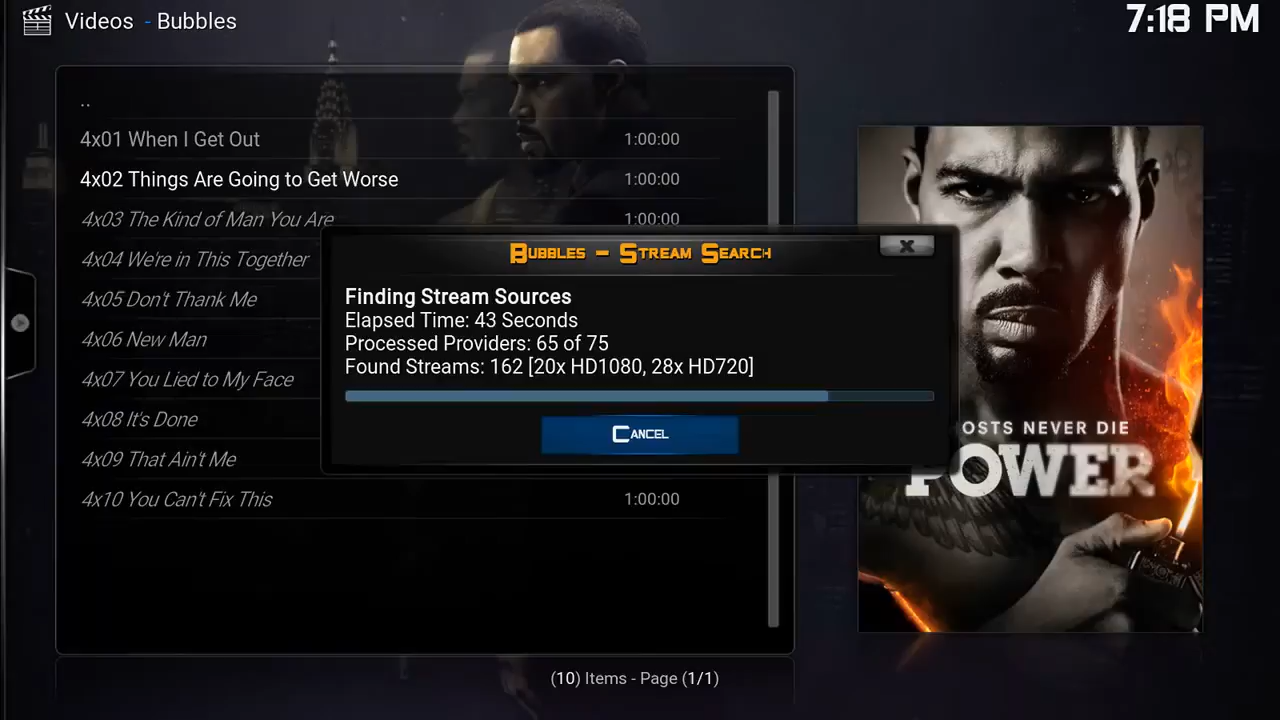 Videos - Bubbles
7:18 PM
..
4x01 When I Get Out 1:00:00
4x02 Things Are Going to Get Worse 1:00:00
4x03 The Kind of Man You Are 1:00:00
4x04 We're in This Together
4x05 Don't Thank Me
4x06 New Man
4x07 You Lied to My Face
4x08 It's Done
4x09 That Ain't Me
4x10 You Can't Fix This 1:00:00
Bubbles - Stream Search
Finding Stream Sources
Elapsed Time: 43 Seconds
Processed Providers: 65 of 75
Found Streams: 162 [20x HD1080, 28x HD720]
Cancel
OSTS NEVER DIE
POWER
(10) Items - Page (1/1)